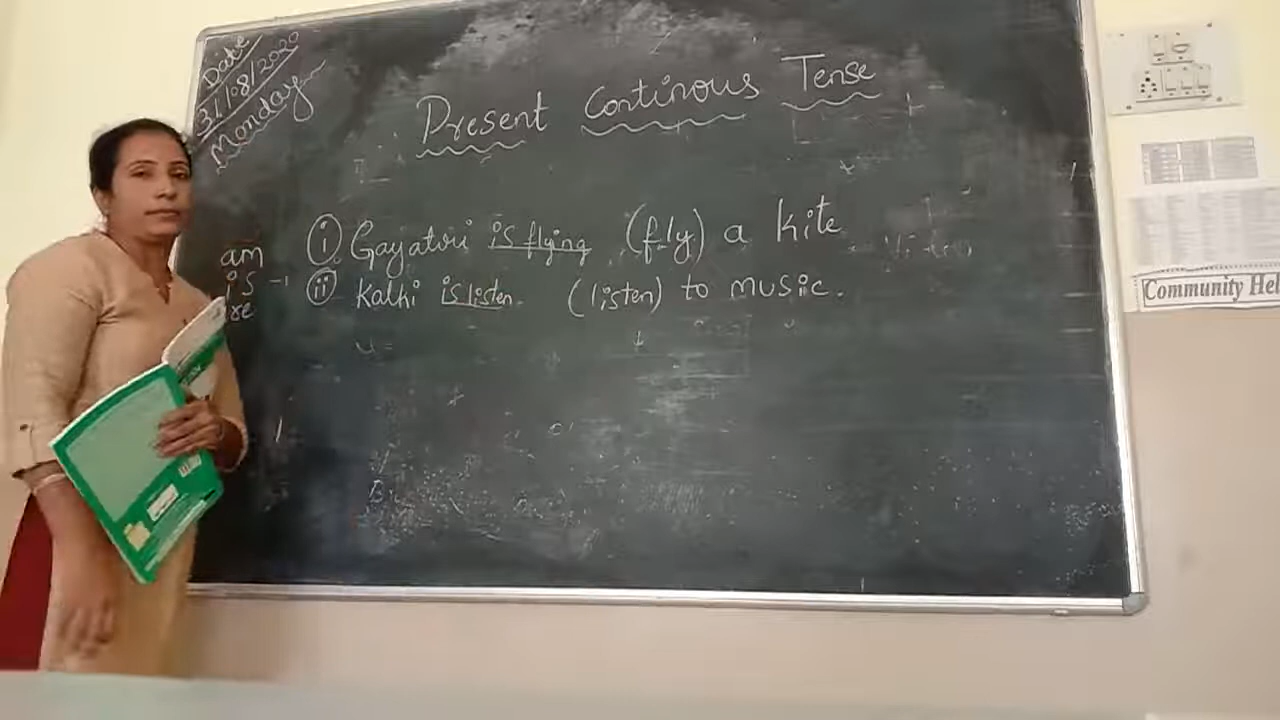 Date
31/08/2020
Monday
Present Continous Tense
am
is -1
are
(i) Gayatri is flying (fly) a kite
(ii) Kalki is listen. (listen) to music.
Community Hel